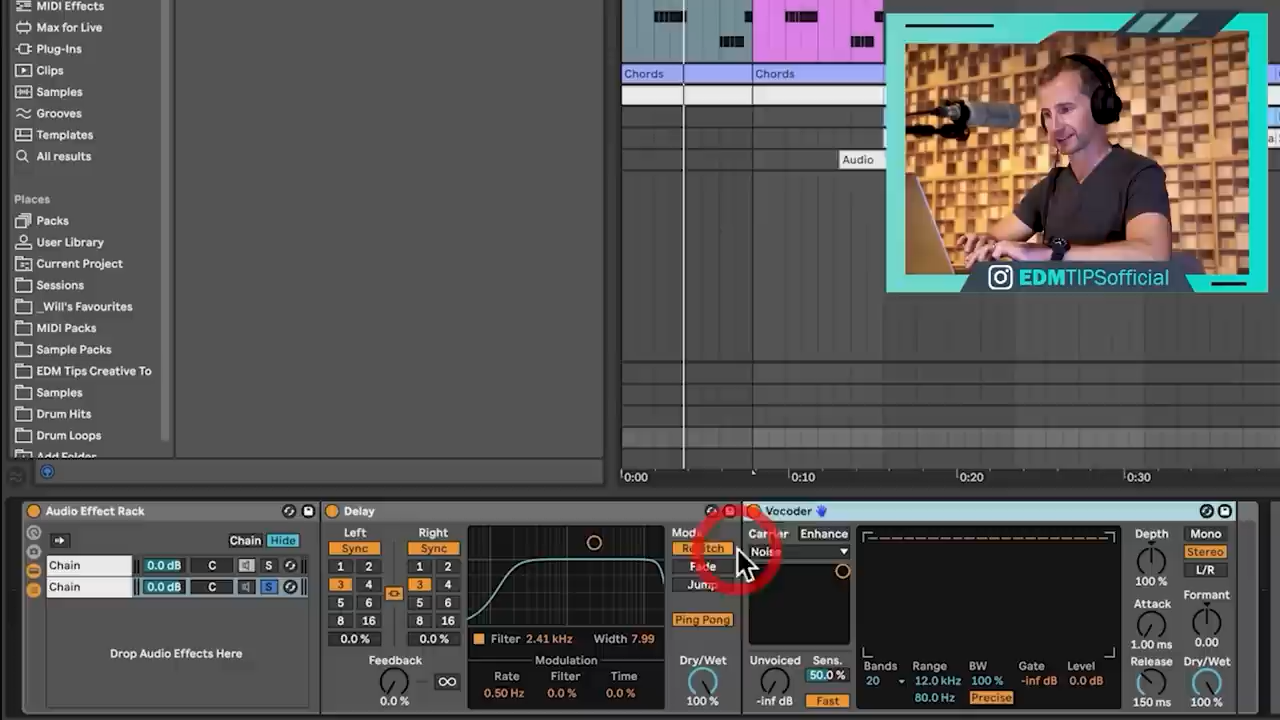 MIDI Effects
Max for Live
Plug-Ins
Clips
Samples
Grooves
Templates
All results
Places
Packs
User Library
Current Project
Sessions
_Will's Favourites
MIDI Packs
Sample Packs
EDM Tips Creative To
Samples
Drum Hits
Drum Loops
Add Folder
Chords
Chords
Audio
EDMTIPSofficial
0:00
0:10
0:20
0:30
Audio Effect Rack
Chain Hide
Chain 0.0 dB C S
Chain 0.0 dB C S
Drop Audio Effects Here
Delay
Left Right
Sync Sync
1 2 1 2
3 4 3 4
5 6 5 6
8 16 8 16
0.0 % 0.0 %
Feedback
0.0 %
Filter 2.41 kHz Width 7.99
Modulation
Rate Filter Time
0.50 Hz 0.0 % 0.0 %
Mode
Repitch
Fade
Jump
Ping Pong
Dry/Wet
100 %
Vocoder
Carrier Enhance
Noise
Unvoiced Sens.
50.0 %
-inf dB Fast
Bands Range BW Gate Level
20 12.0 kHz 100 % -inf dB 0.0 dB
80.0 Hz Precise
Depth Mono
Stereo
100 % L/R
Attack Formant
1.00 ms 0.00
Release Dry/Wet
150 ms 100 %